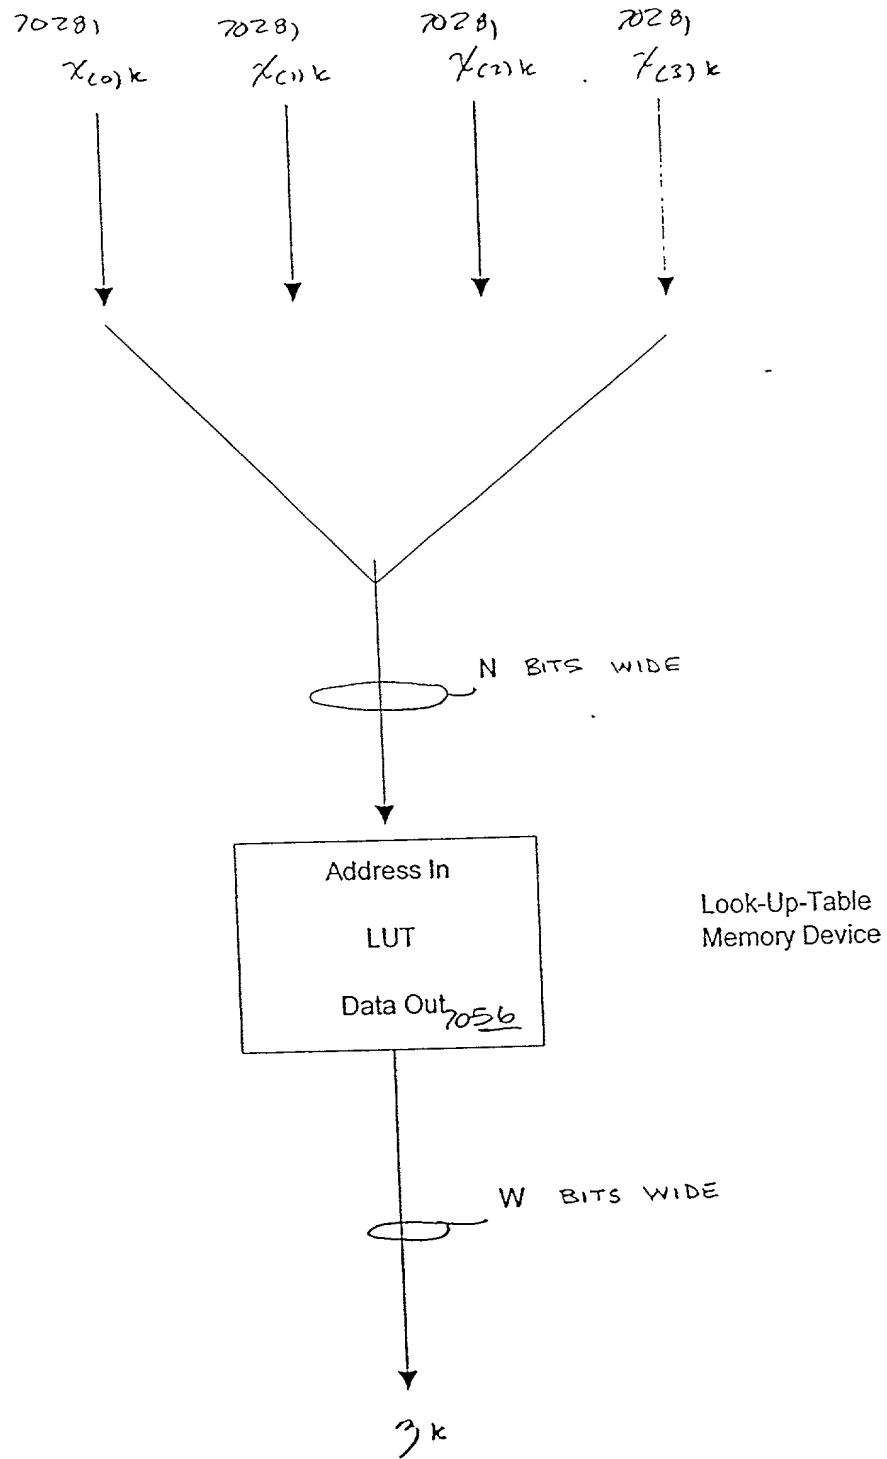 7028, 7028, 7028, 7028,
x(0)k x(1)k x(2)k x(3)k
N BITS WIDE
Address In
LUT
Data Out 7056
Look-Up-Table
Memory Device
W BITS WIDE
3k